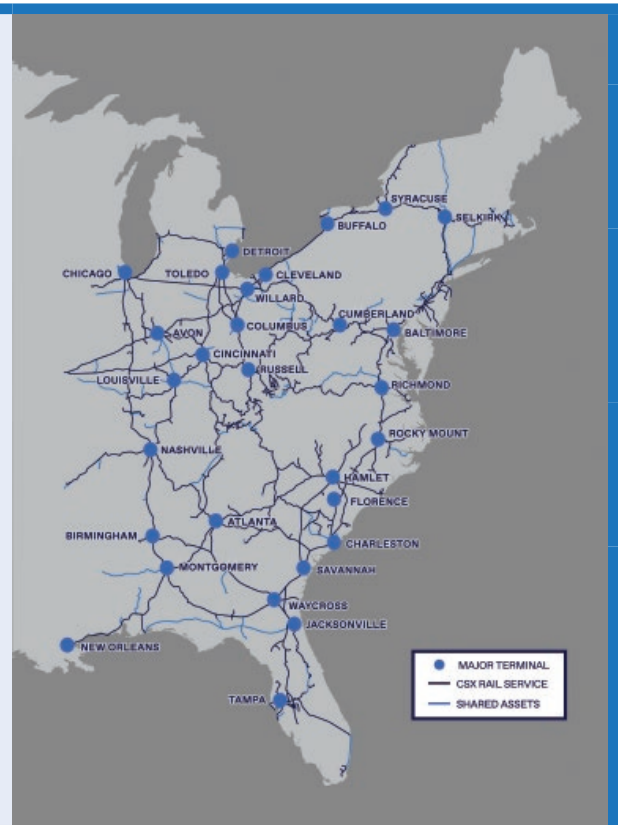 SYRACUSE
SELKIRK
BUFFALO
DETROIT
CHICAGO
TOLEDO
CLEVELAND
WILLARD
CUMBERLAND
COLUMBUS
AVON
BALTIMORE
CINCINNATI
RUSSELL
LOUISVILLE
RICHMOND
ROCKY MOUNT
NASHVILLE
HAMLET
FLORENCE
ATLANTA
BIRMINGHAM
CHARLESTON
MONTGOMERY
SAVANNAH
WAYCROSS
JACKSONVILLE
NEW ORLEANS
MAJOR TERMINAL
CSX RAIL SERVICE
SHARED ASSETS
TAMPA